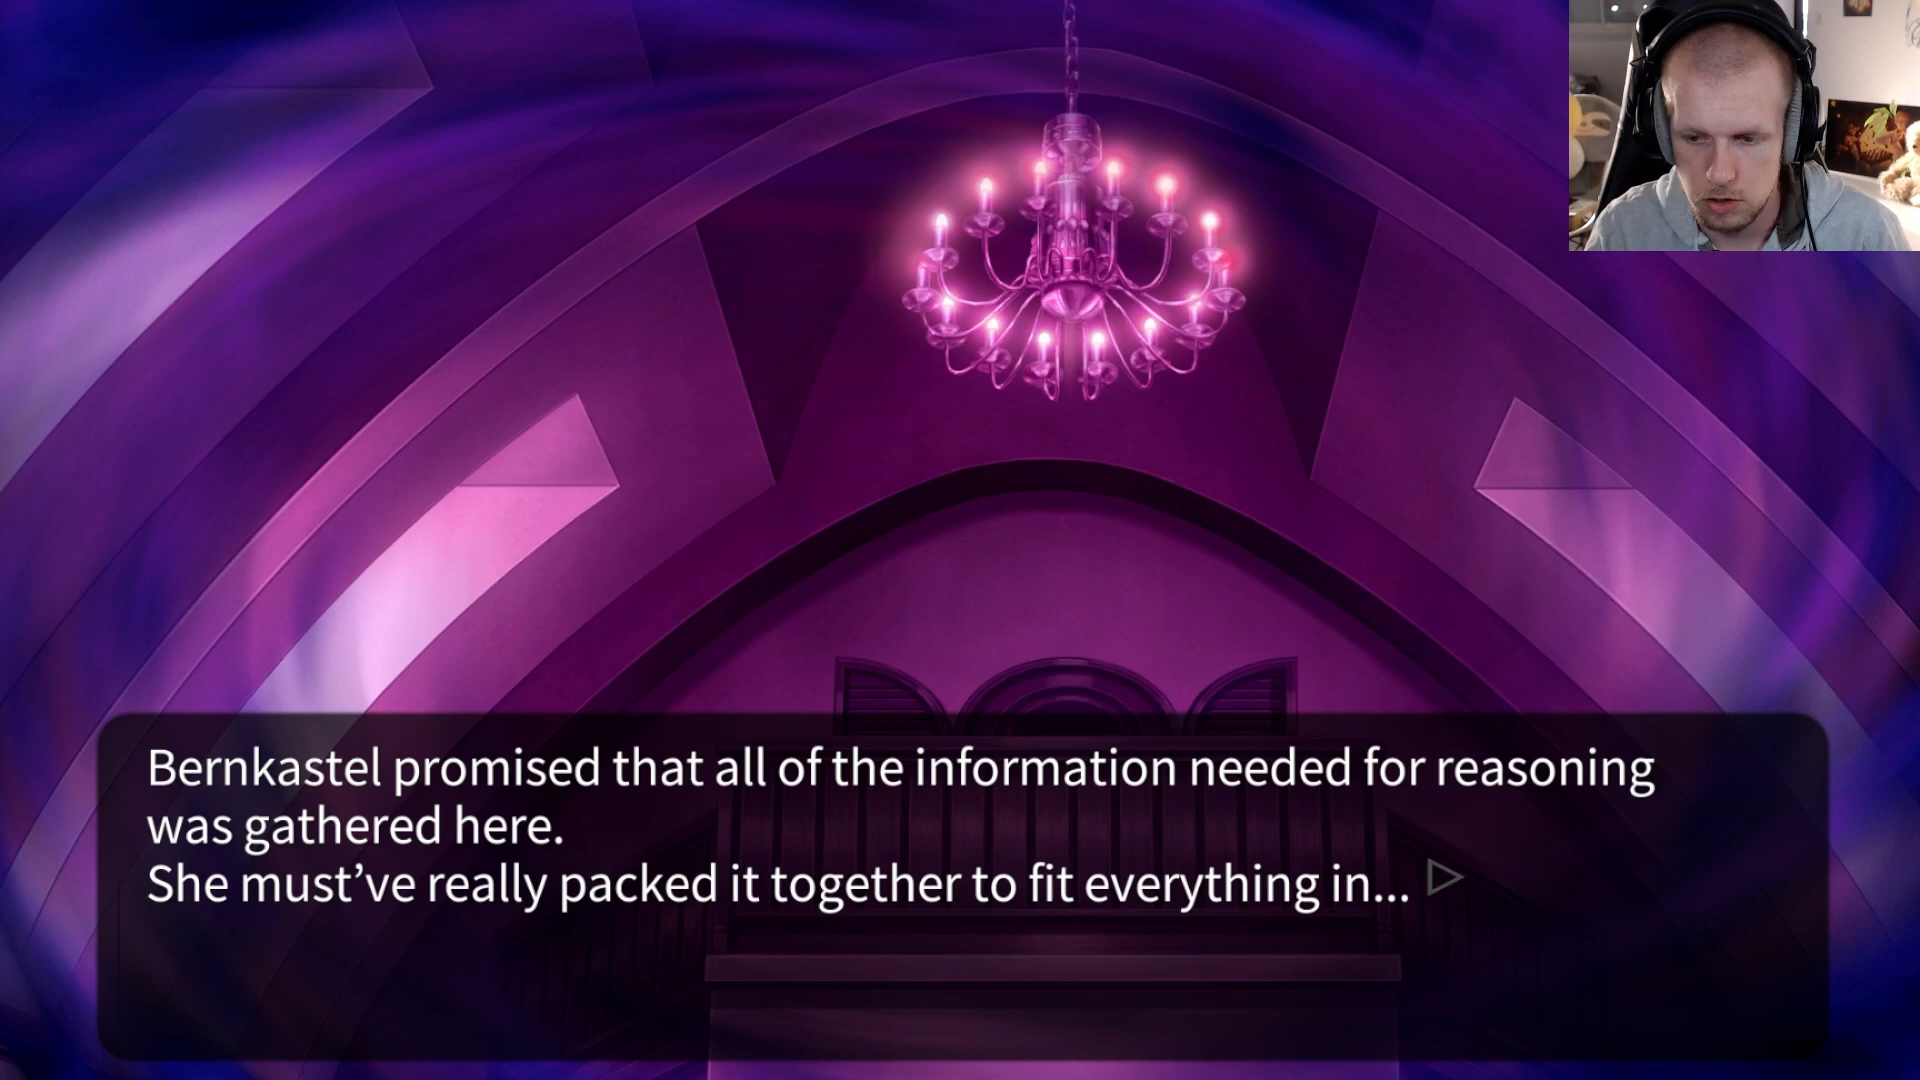 Bernkastel promised that all of the information needed for reasoning
was gathered here.
She must’ve really packed it together to fit everything in...